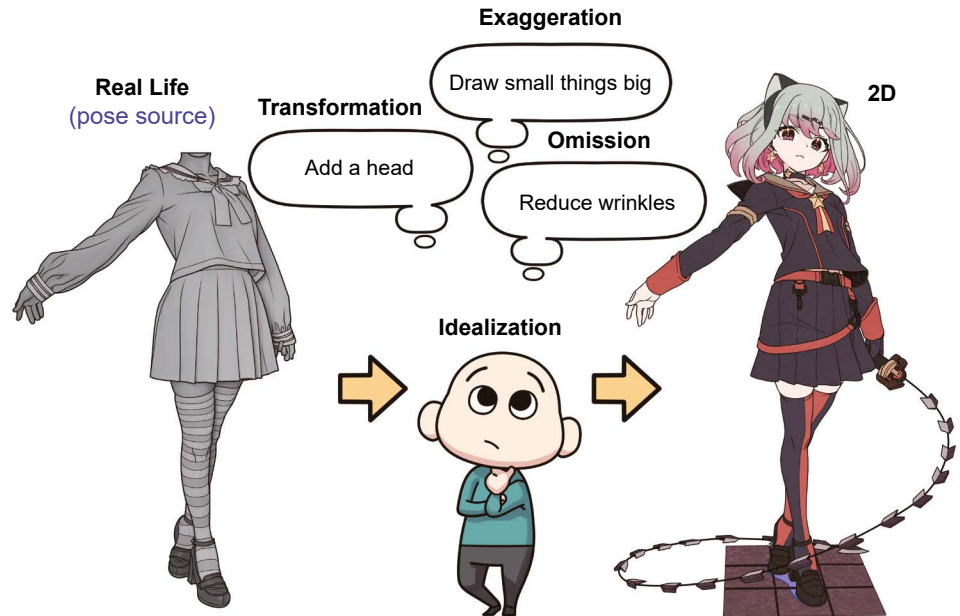 Exaggeration
Draw small things big
Real Life
(pose source)
Transformation
Add a head
Omission
Reduce wrinkles
2D
Idealization